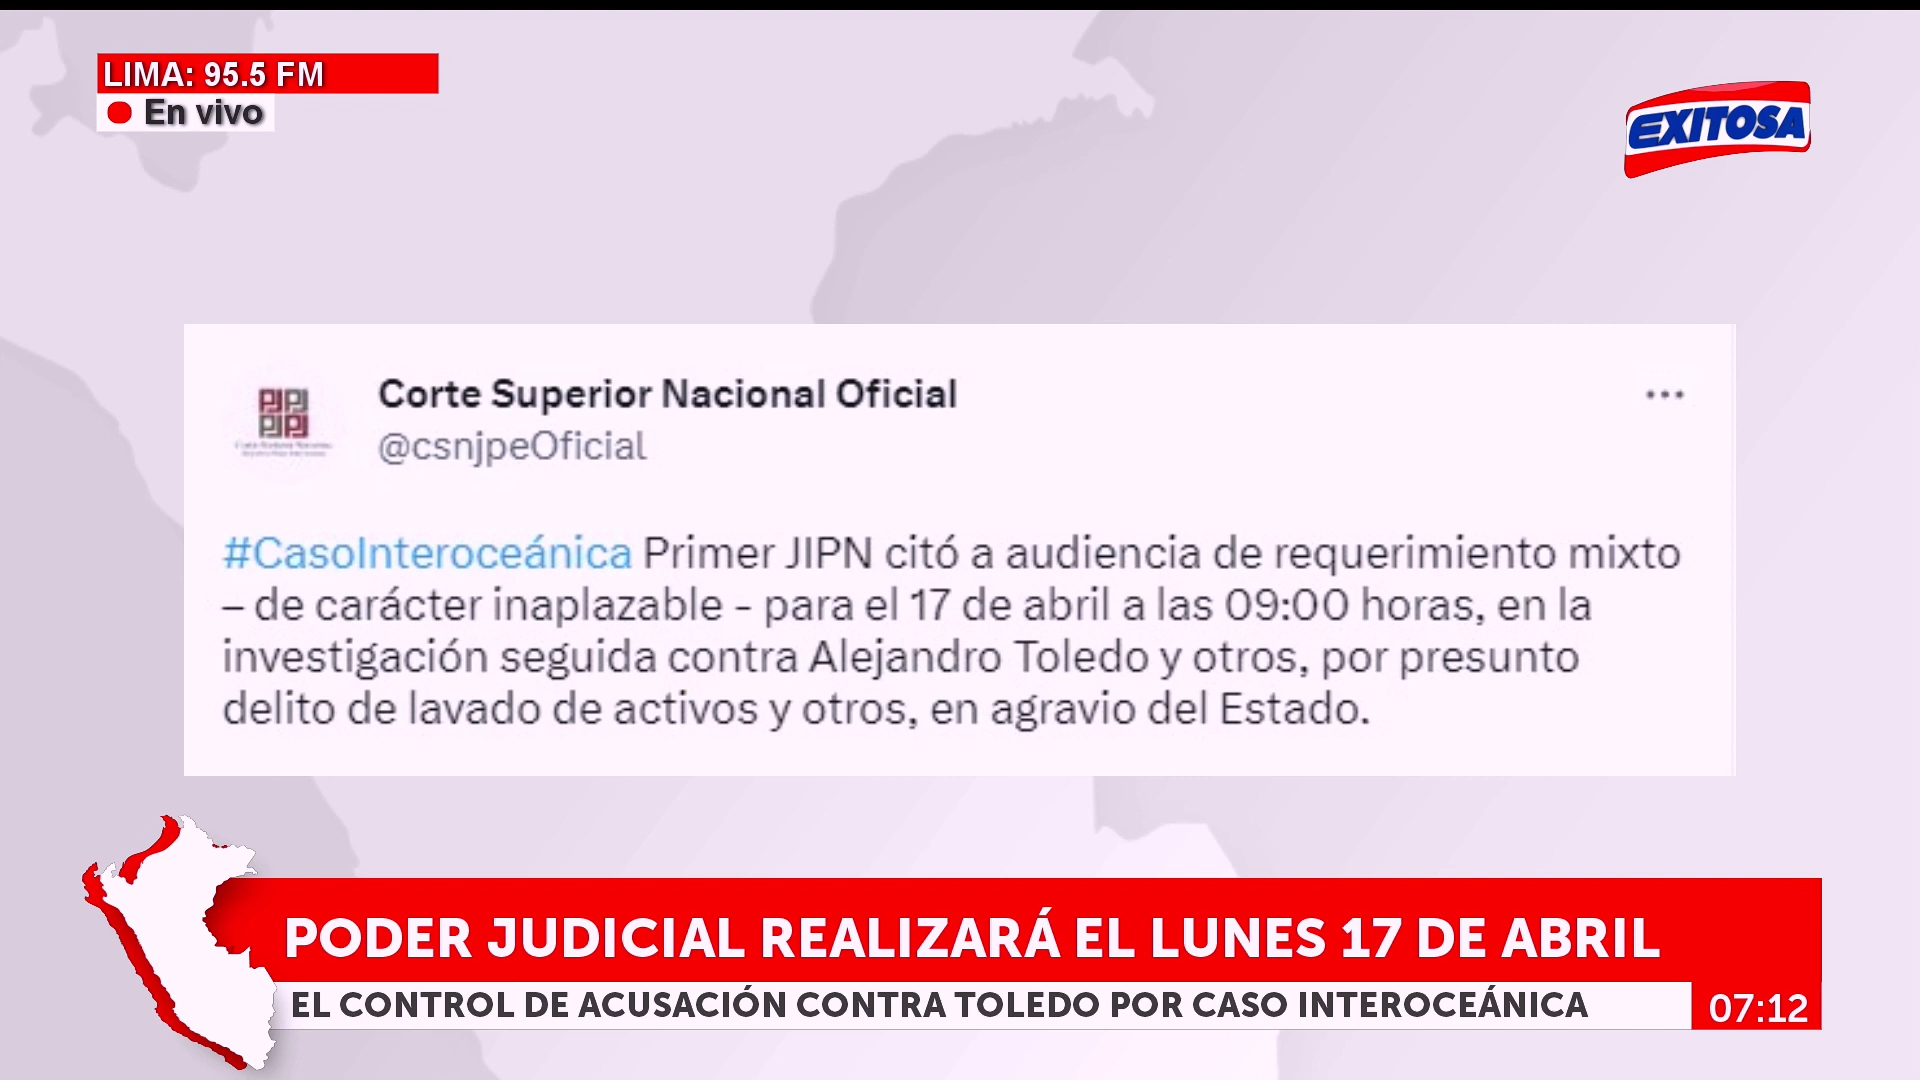 LIMA: 95.5 FM
En vivo
EXITOSA
Corte Superior Nacional Oficial
@csnjpeOficial
#CasoInteroceánica Primer JIPN citó a audiencia de requerimiento mixto
– de carácter inaplazable - para el 17 de abril a las 09:00 horas, en la
investigación seguida contra Alejandro Toledo y otros, por presunto
delito de lavado de activos y otros, en agravio del Estado.
PODER JUDICIAL REALIZARÁ EL LUNES 17 DE ABRIL
EL CONTROL DE ACUSACIÓN CONTRA TOLEDO POR CASO INTEROCEÁNICA
07:12